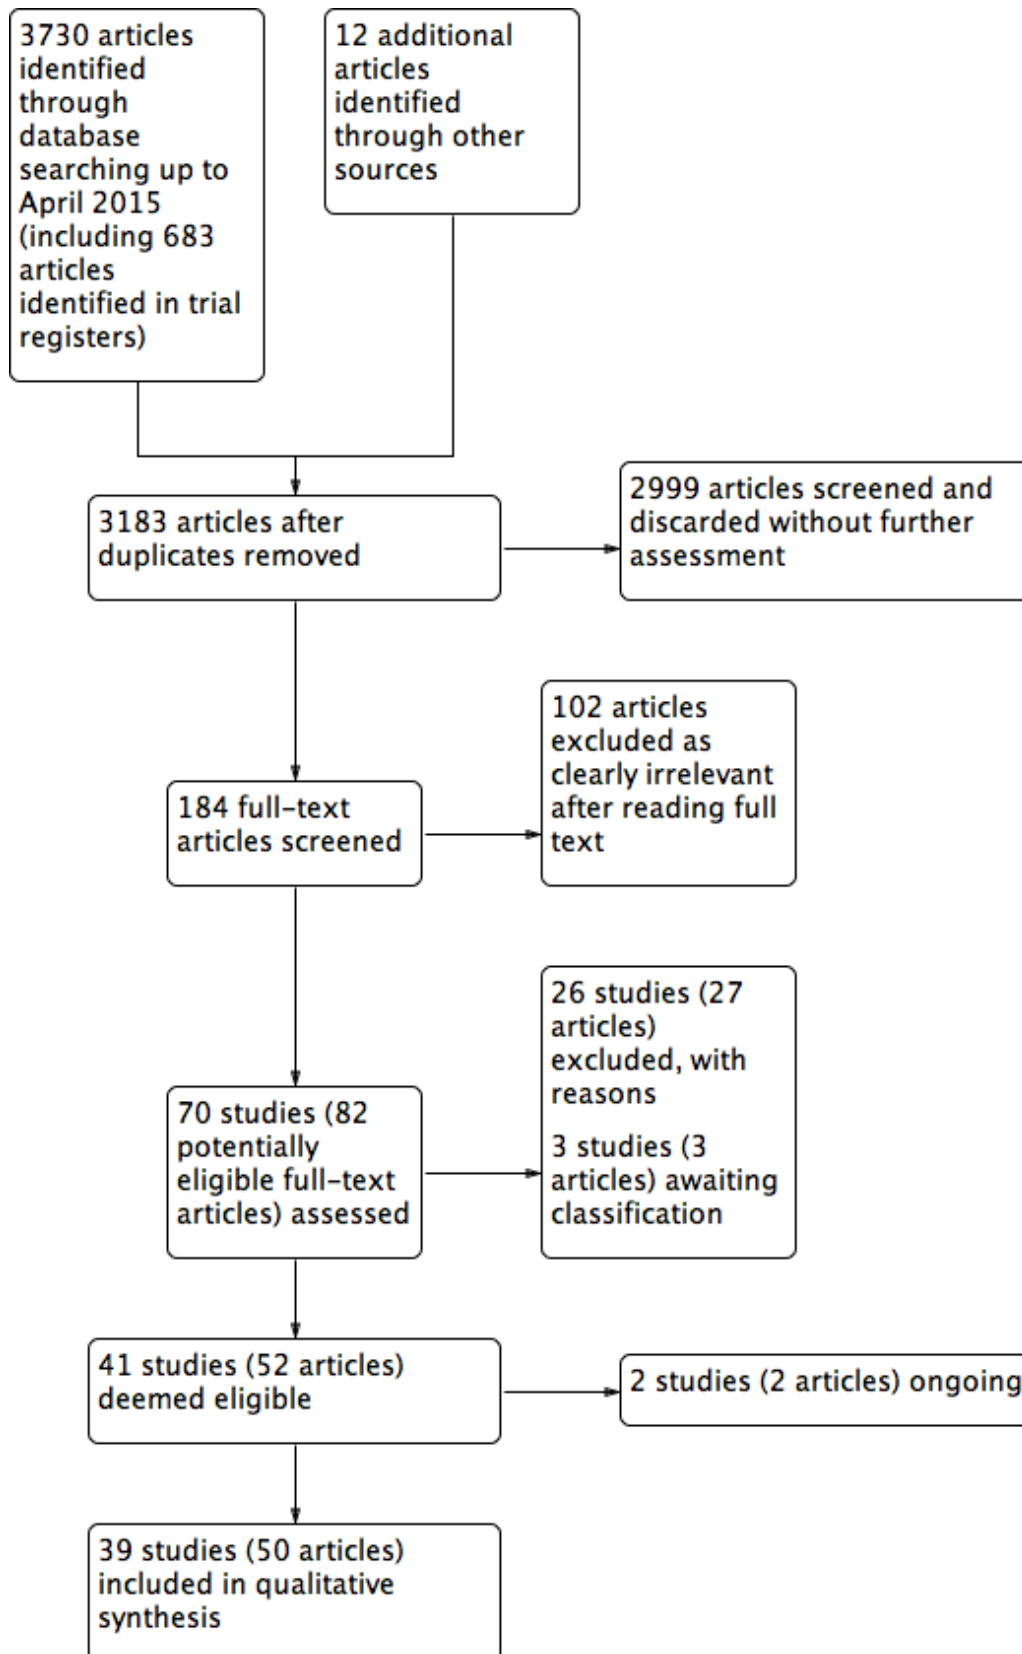 3730 articles
identified
through
database
searching up to
April 2015
(including 683
articles
identified in trial
registers)
12 additional
articles
identified
through other
sources
3183 articles after
duplicates removed
2999 articles screened and
discarded without further
assessment
184 full-text
articles screened
102 articles
excluded as
clearly irrelevant
after reading full
text
70 studies (82
potentially
eligible full-text
articles) assessed
26 studies (27
articles)
excluded, with
reasons
3 studies (3
articles) awaiting
classification
41 studies (52 articles)
deemed eligible
2 studies (2 articles) ongoing
39 studies (50 articles)
included in qualitative
synthesis